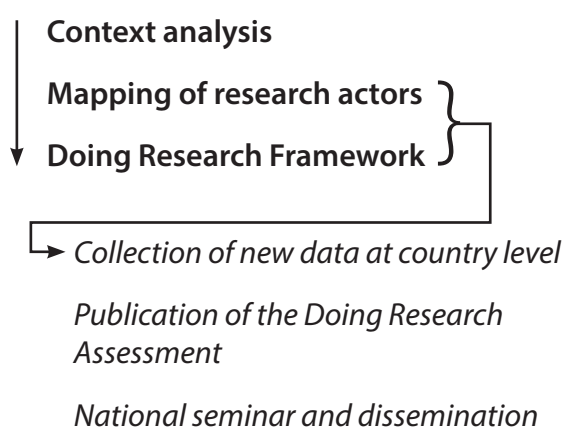 Context analysis
Mapping of research actors
Doing Research Framework
Collection of new data at country level
Publication of the Doing Research
Assessment
National seminar and dissemination